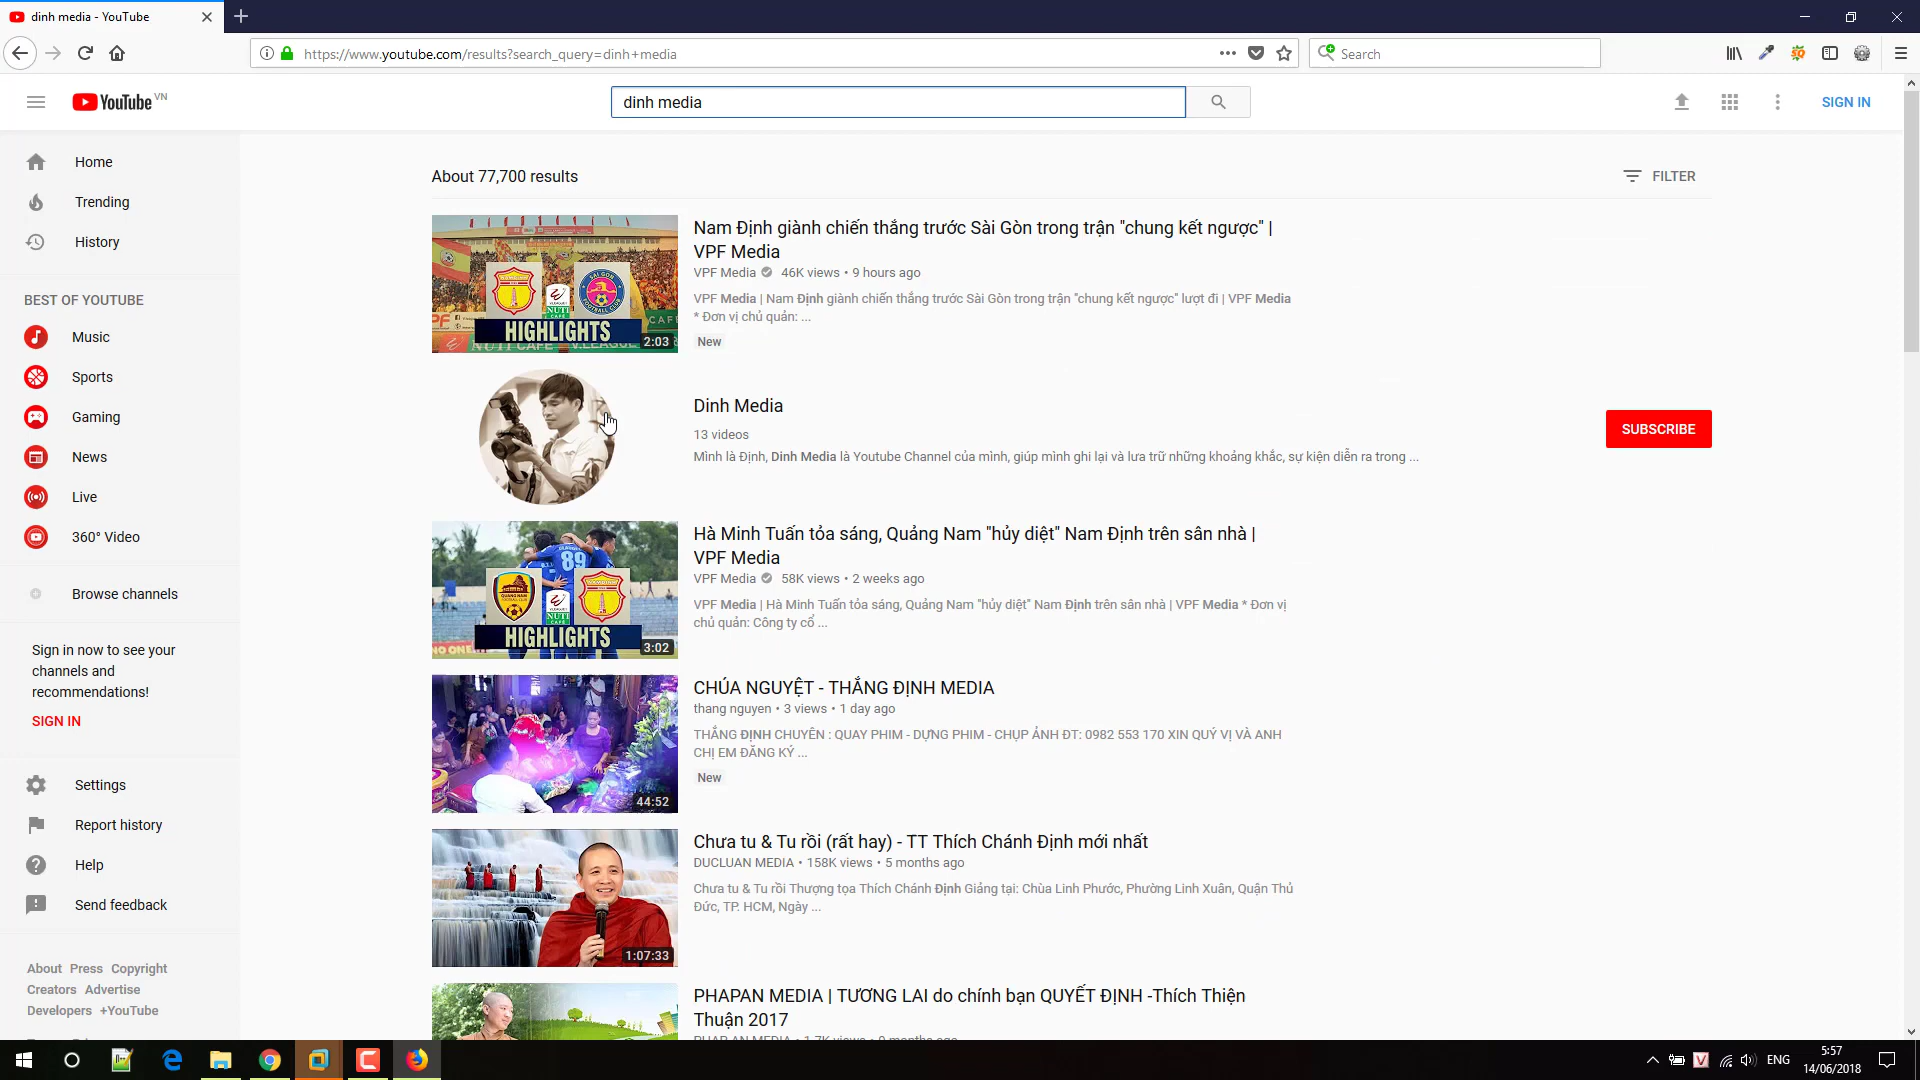 dinh media - YouTube
https://www.youtube.com/results?search_query=dinh+media
Search
YouTube VN
dinh media
SIGN IN
Home
Trending
History
BEST OF YOUTUBE
Music
Sports
Gaming
News
Live
360° Video
Browse channels
Sign in now to see your
channels and
recommendations!
SIGN IN
Settings
Report history
Help
Send feedback
About Press Copyright
Creators Advertise
Developers +YouTube
About 77,700 results
FILTER
HIGHLIGHTS
2:03
Nam Định giành chiến thắng trước Sài Gòn trong trận "chung kết ngược" |
VPF Media
VPF Media 46K views • 9 hours ago
VPF Media | Nam Định giành chiến thắng trước Sài Gòn trong trận "chung kết ngược" lượt đi | VPF Media
* Đơn vị chủ quản: ...
New
Dinh Media
13 videos
Mình là Định, Dinh Media là Youtube Channel của mình, giúp mình ghi lại và lưu trữ những khoảng khắc, sự kiện diễn ra trong ...
SUBSCRIBE
89
HIGHLIGHTS
3:02
Hà Minh Tuấn tỏa sáng, Quảng Nam "hủy diệt" Nam Định trên sân nhà |
VPF Media
VPF Media 58K views • 2 weeks ago
VPF Media | Hà Minh Tuấn tỏa sáng, Quảng Nam "hủy diệt" Nam Định trên sân nhà | VPF Media * Đơn vị
chủ quản: Công ty cổ ...
44:52
CHÚA NGUYỆT - THẮNG ĐỊNH MEDIA
thang nguyen • 3 views • 1 day ago
THẮNG ĐỊNH CHUYÊN : QUAY PHIM - DỰNG PHIM - CHỤP ẢNH ĐT: 0982 553 170 XIN QUÝ VỊ VÀ ANH
CHỊ EM ĐĂNG KÝ ...
New
1:07:33
Chưa tu & Tu rồi (rất hay) - TT Thích Chánh Định mới nhất
DUCLUAN MEDIA • 158K views • 5 months ago
Chưa tu & Tu rồi Thượng tọa Thích Chánh Định Giảng tại: Chùa Linh Phước, Phường Linh Xuân, Quận Thủ
Đức, TP. HCM, Ngày ...
PHAPAN MEDIA | TƯƠNG LAI do chính bạn QUYẾT ĐỊNH -Thích Thiện
Thuận 2017
ENG
5:57
14/06/2018